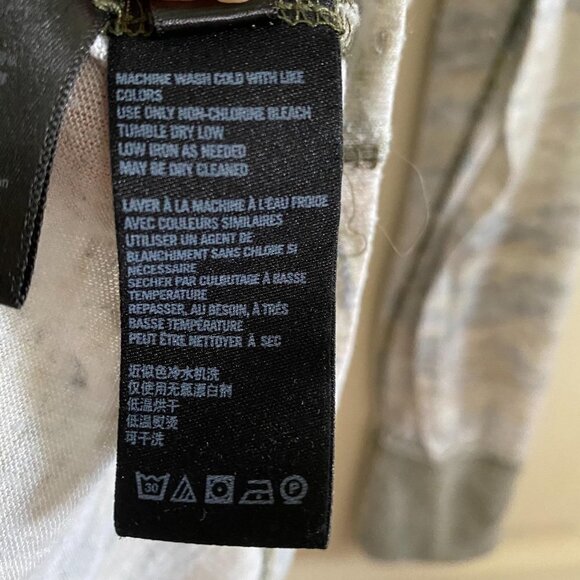 MACHINE WASH COLD WITH LIKE
COLORS
USE ONLY NON-CHLORINE BLEACH
TUMBLE DRY LOW
LOW IRON AS NEEDED
MAY BE DRY CLEANED
LAVER À LA MACHINE À L'EAU FROIDE
AVEC COULEURS SIMILAIRES
UTILISER UN AGENT DE
BLANCHIMENT SANS CHLORE SI
NÉCESSAIRE
SECHER PAR CULBUTAGE À BASSE
TEMPERATURE
REPASSER, AU BESOIN, À TRÈS
BASSE TEMPÉRATURE
PEUT ÊTRE NETTOYER À SEC
近似色冷水机洗
仅使用无氯漂白剂
低温烘干
低温熨烫
可干洗
30 P